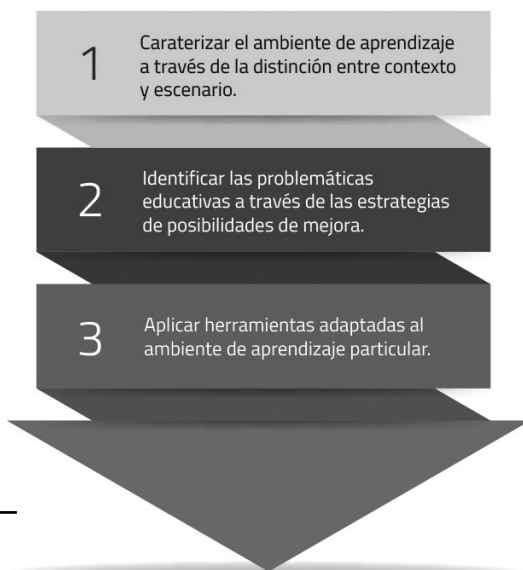 1
Caraterizar el ambiente de aprendizaje
a través de la distinción entre contexto
y escenario.
2
Identificar las problemáticas
educativas a través de las estrategias
de posibilidades de mejora.
3
Aplicar herramientas adaptadas al
ambiente de aprendizaje particular.